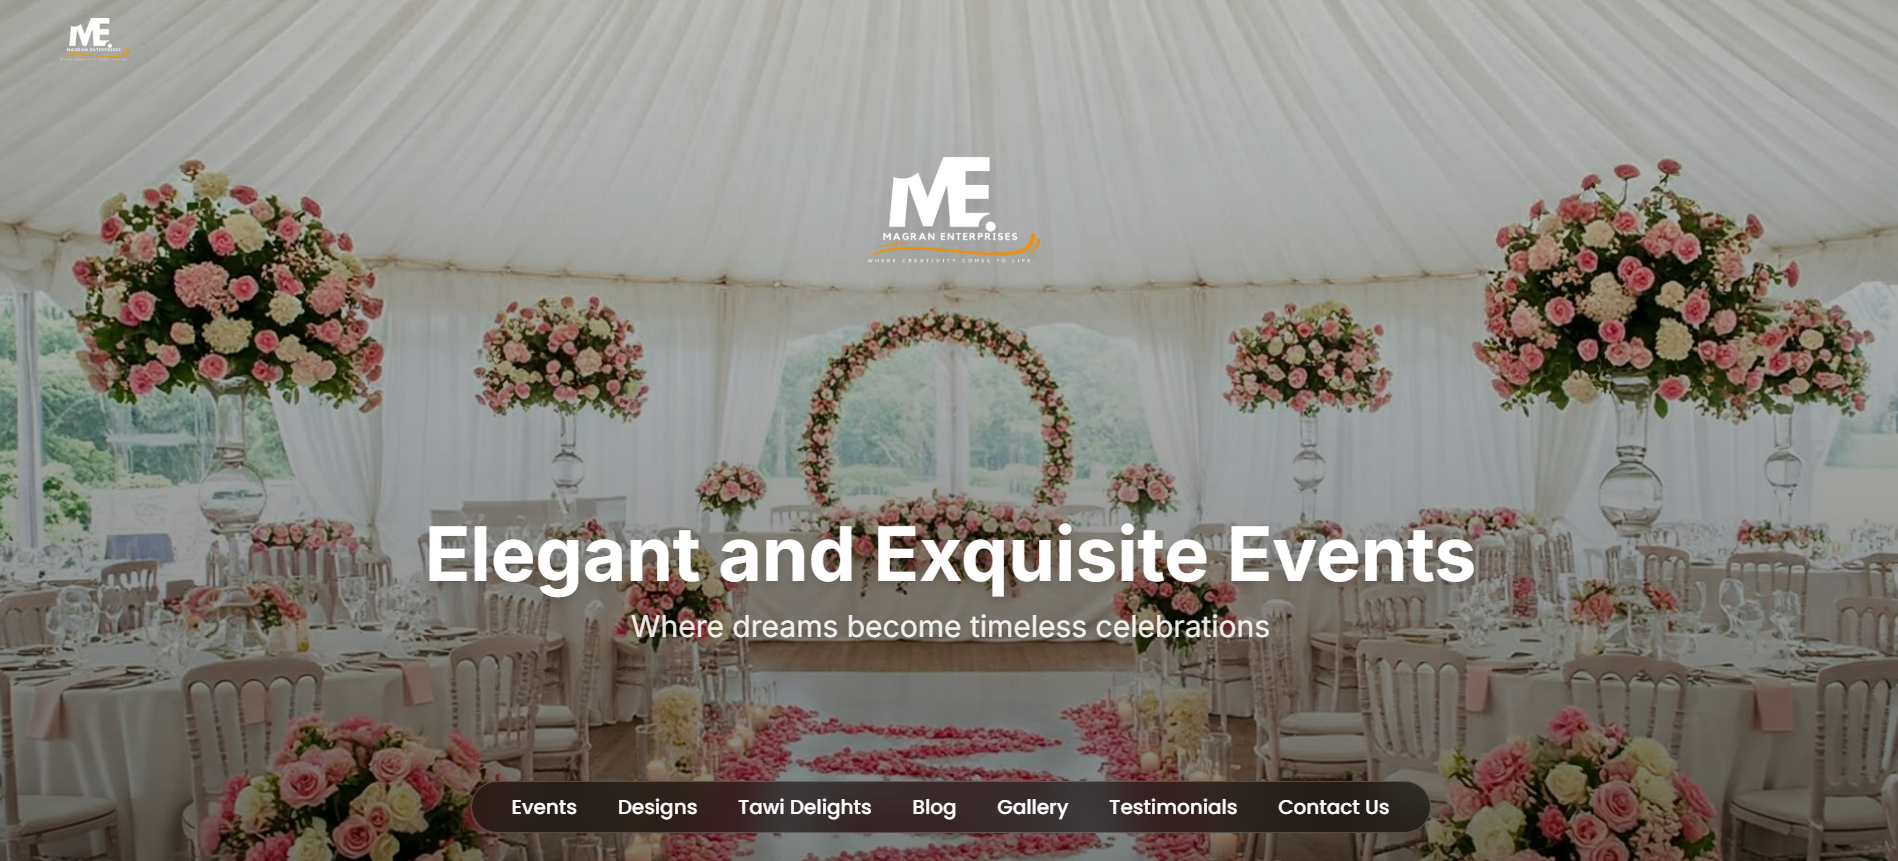 ME.
MAGRAN ENTERPRISES
ME.
MAGRAN ENTERPRISES
WHERE CREATIVITY COMES TO LIFE
Elegant and Exquisite Events
Where dreams become timeless celebrations
Events Designs Tawi Delights Blog Gallery Testimonials Contact Us